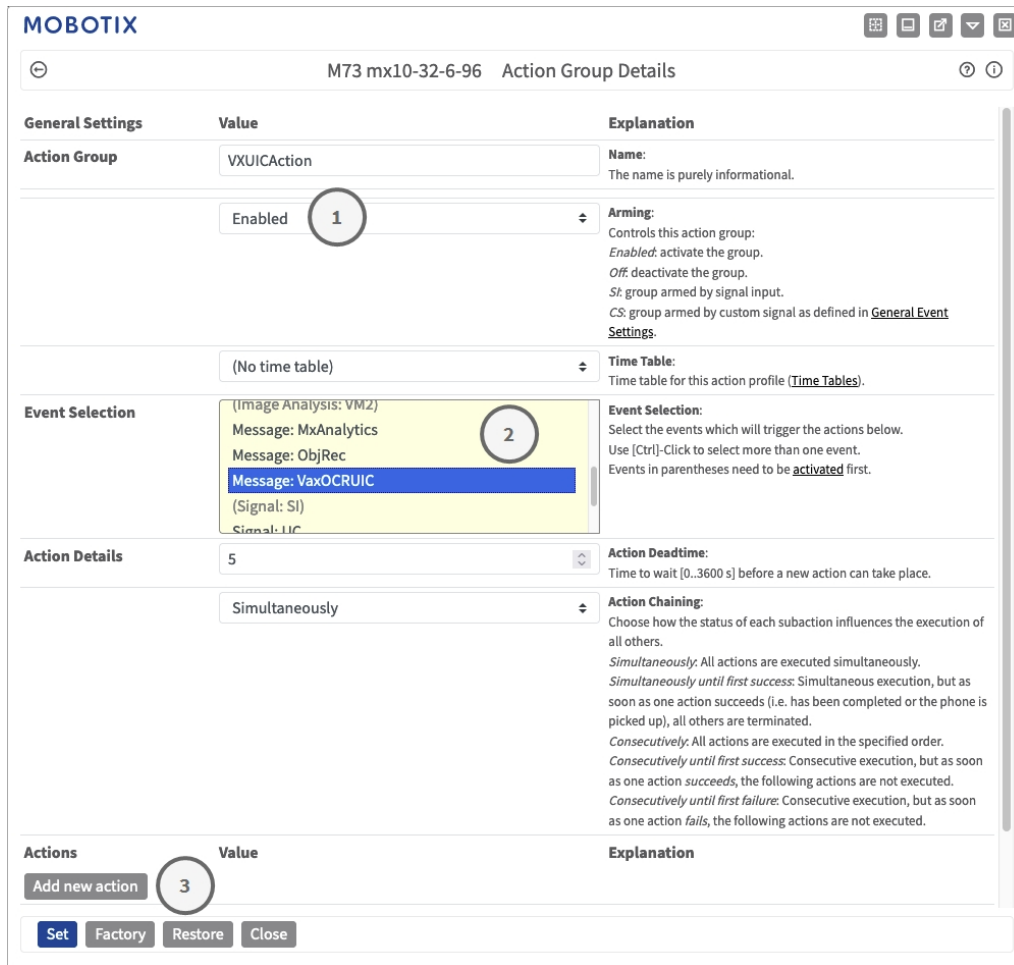 MOBOTIX
M73 mx10-32-6-96 Action Group Details
General Settings Value Explanation
Action Group VXUICAction Name:
The name is purely informational.
Enabled 1 Arming:
Controls this action group:
Enabled: activate the group.
Off: deactivate the group.
SI: group armed by signal input.
CS: group armed by custom signal as defined in General Event
Settings.
(No time table) Time Table:
Time table for this action profile (Time Tables).
Event Selection
(Image Analysis: VM2)
Message: MxAnalytics
Message: ObjRec
Message: VaxOCRUIC
(Signal: SI)
Signal: UC
2
Event Selection:
Select the events which will trigger the actions below.
Use [Ctrl]-Click to select more than one event.
Events in parentheses need to be activated first.
Action Details 5 Action Deadtime:
Time to wait [0..3600 s] before a new action can take place.
Simultaneously Action Chaining:
Choose how the status of each subaction influences the execution of
all others.
Simultaneously: All actions are executed simultaneously.
Simultaneously until first success: Simultaneous execution, but as
soon as one action succeeds (i.e. has been completed or the phone is
picked up), all others are terminated.
Consecutively: All actions are executed in the specified order.
Consecutively until first success: Consecutive execution, but as soon
as one action succeeds, the following actions are not executed.
Consecutively until first failure: Consecutive execution, but as soon
as one action fails, the following actions are not executed.
Actions Value Explanation
Add new action 3
Set Factory Restore Close